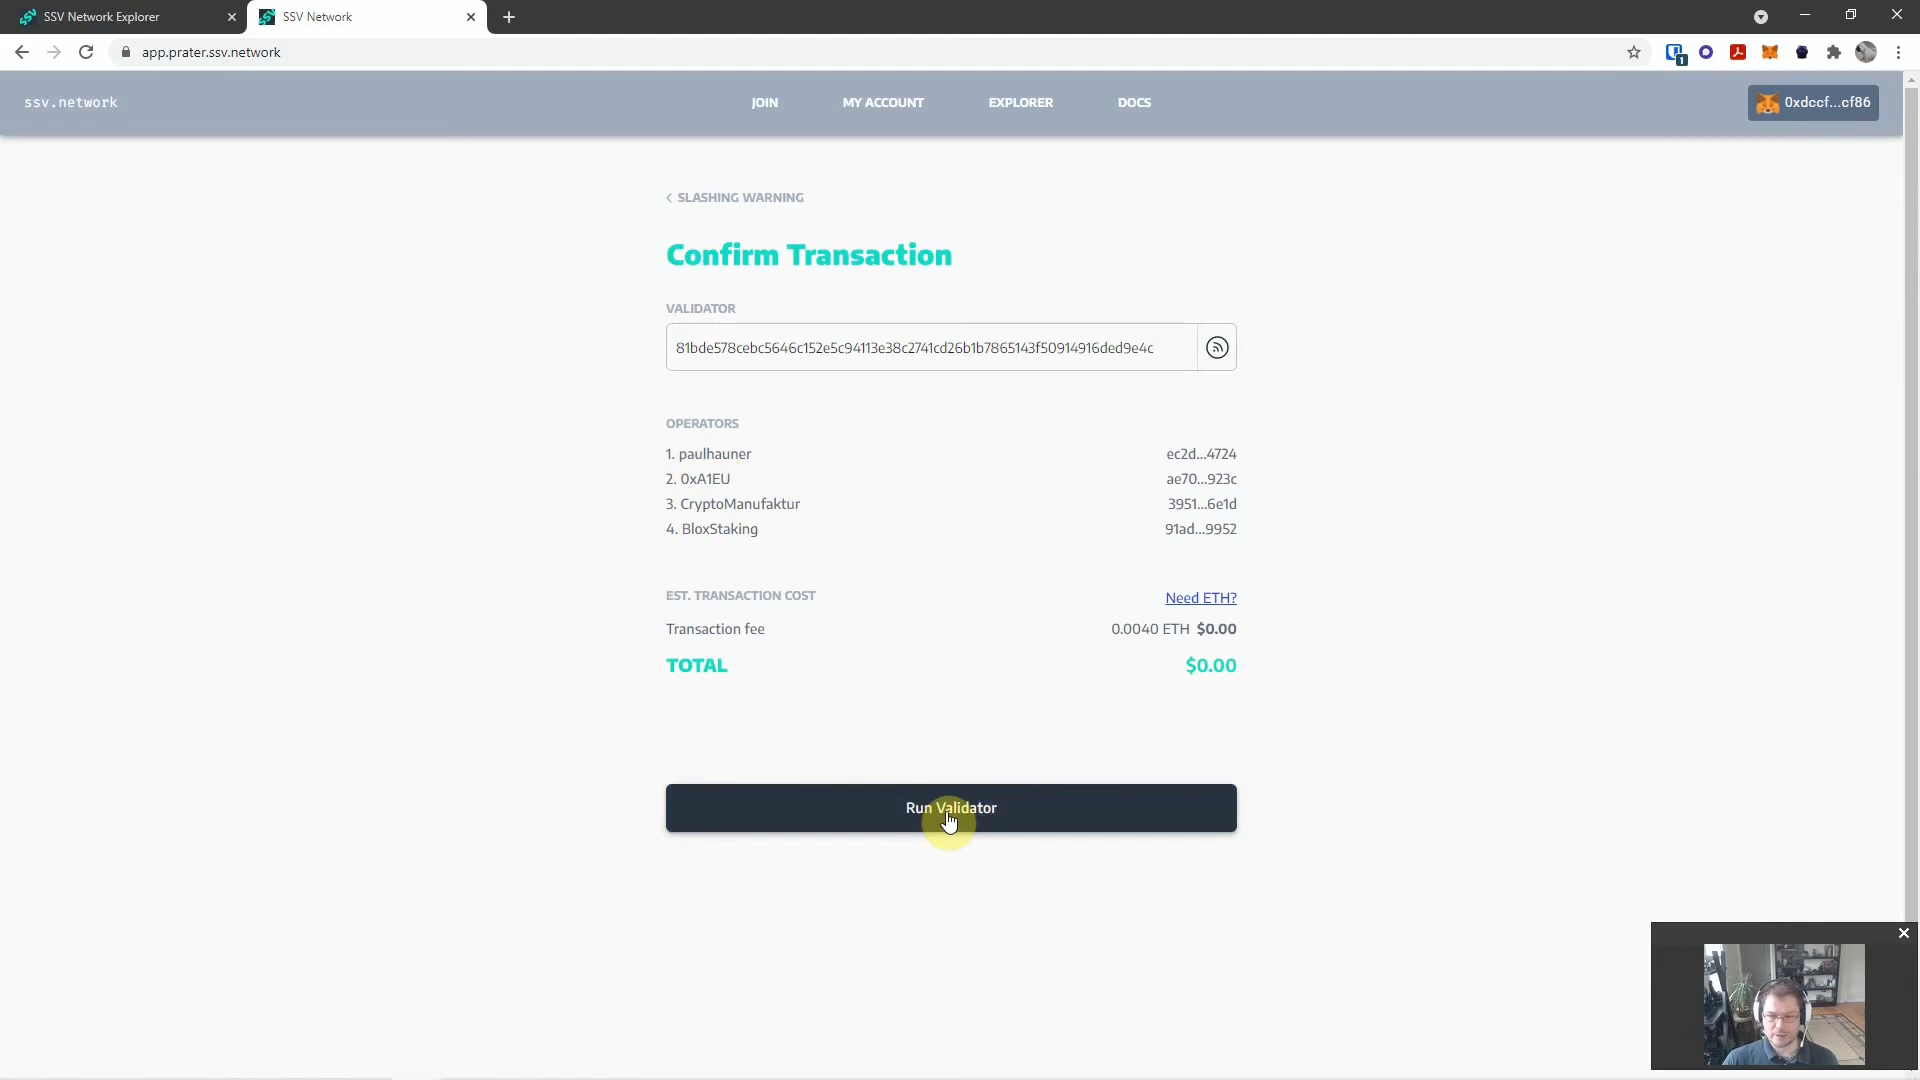 SSV Network Explorer
SSV Network
app.prater.ssv.network
1
ssv.network
JOIN
MY ACCOUNT
EXPLORER
DOCS
0xdccf...cf86
SLASHING WARNING
Confirm Transaction
VALIDATOR
81bde578cebc5646c152e5c94113e38c2741cd26b1b7865143f50914916ded9e4c
OPERATORS
1. paulhauner ec2d...4724
2. 0xA1EU ae70...923c
3. CryptoManufaktur 3951...6e1d
4. BloxStaking 91ad...9952
EST. TRANSACTION COST Need ETH?
Transaction fee 0.0040 ETH $0.00
TOTAL $0.00
Run Validator